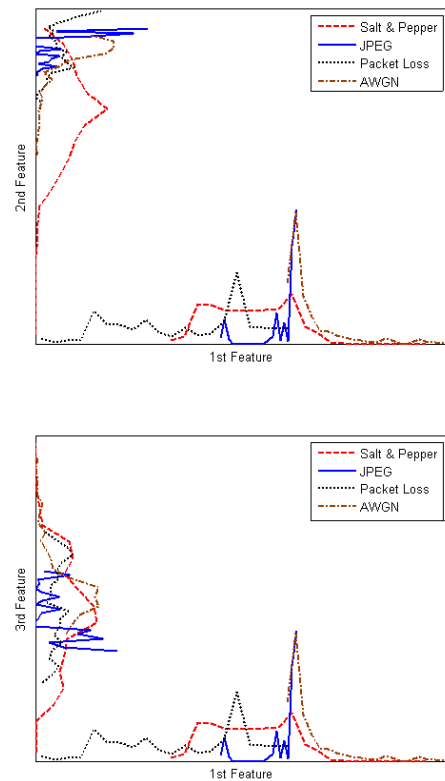 Salt & Pepper
JPEG
Packet Loss
AWGN
2nd Feature
1st Feature
Salt & Pepper
JPEG
Packet Loss
AWGN
3rd Feature
1st Feature